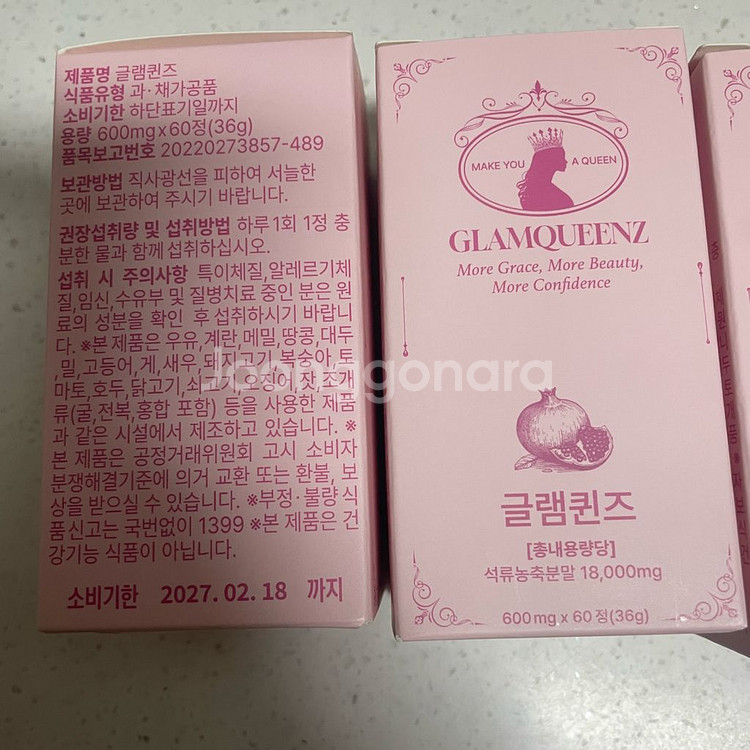 제품명 글램퀸즈
식품유형 과·채가공품
소비기한 하단표기일까지
용량 600mg x 60정(36g)
품목보고번호 20220273857-489
보관방법 직사광선을 피하여 서늘한
곳에 보관하여 주시기 바랍니다.
권장섭취량 및 섭취방법 하루 1회 1정 충
분한 물과 함께 섭취하십시오.
섭취 시 주의사항 특이체질,알레르기체
질,임신, 수유부 및 질병치료 중인 분은 원
료의 성분을 확인 후 섭취하시기 바랍니
다. ※본 제품은 우유,계란,메밀,땅콩,대두
,밀,고등어,게,새우, 돼지고기, 복숭아, 토
마토,호두,닭고기,
류(굴,전복,홍합 포함) 등을 사용한 제품
과 같은 시설에서 제조하고 있습니다. ※
본 제품은 공정거래위원회 고시 소비자
분쟁해결기준에 의거 교환 또는 환불, 보
상을 받으실 수 있습니다. ※부정·불량식
품신고는 국번없이 1399 ※본 제품은 건
강기능 식품이 아닙니다.
소비기한 2027. 02. 18 까지
MAKE YOU A QUEEN
GLAMQUEENZ
More Grace, More Beauty,
More Confidence
글램퀸즈
[총내용량당]
석류농축분말 18,000mg
600mg x 60정(36g)
Joonggonara